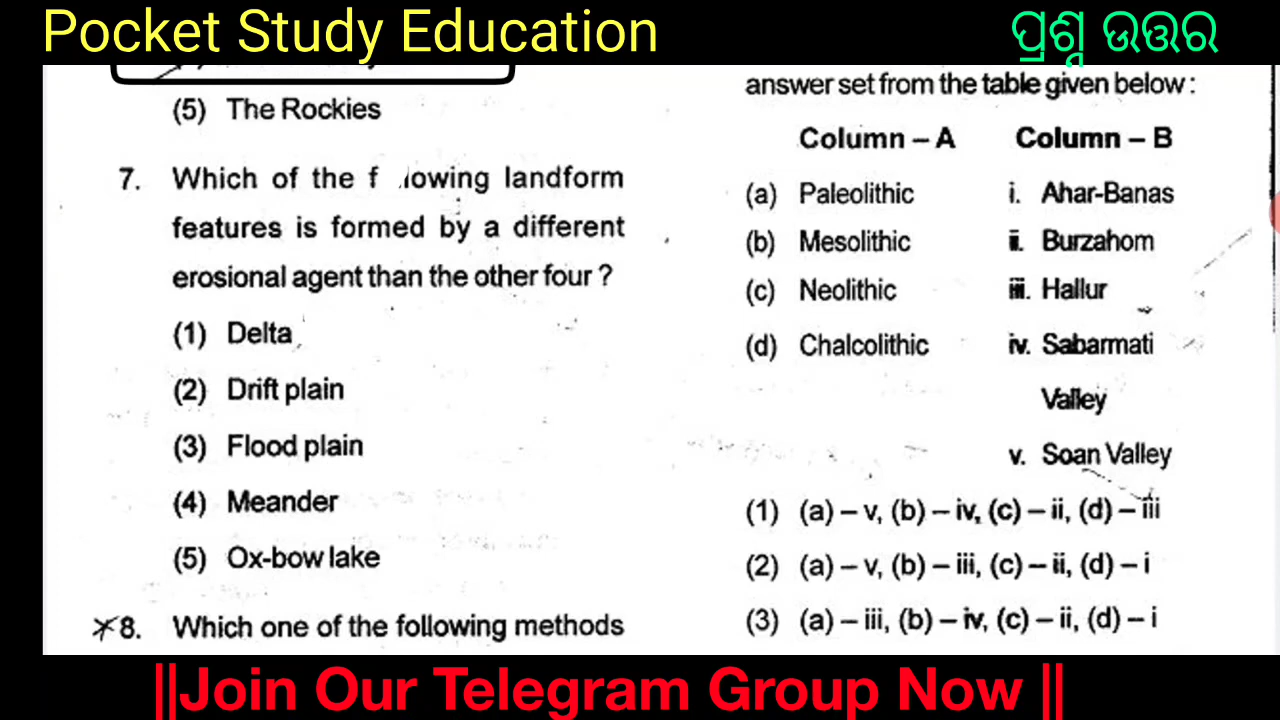 Pocket Study Education
ପ୍ରଶ୍ନ ଉତ୍ତର
(5) The Rockies
7. Which of the f lowing landform
features is formed by a different
erosional agent than the other four ?
(1) Delta
(2) Drift plain
(3) Flood plain
(4) Meander
(5) Ox-bow lake
*8. Which one of the following methods
answer set from the table given below :
Column – A Column – B
(a) Paleolithic i. Ahar-Banas
(b) Mesolithic ii. Burzahom
(c) Neolithic iii. Hallur
(d) Chalcolithic iv. Sabarmati
Valley
v. Soan Valley
(1) (a) – v, (b) – iv, (c) – ii, (d) – iii
(2) (a) – v, (b) – iii, (c) – ii, (d) – i
(3) (a) – iii, (b) – iv, (c) – ii, (d) – i
||Join Our Telegram Group Now ||